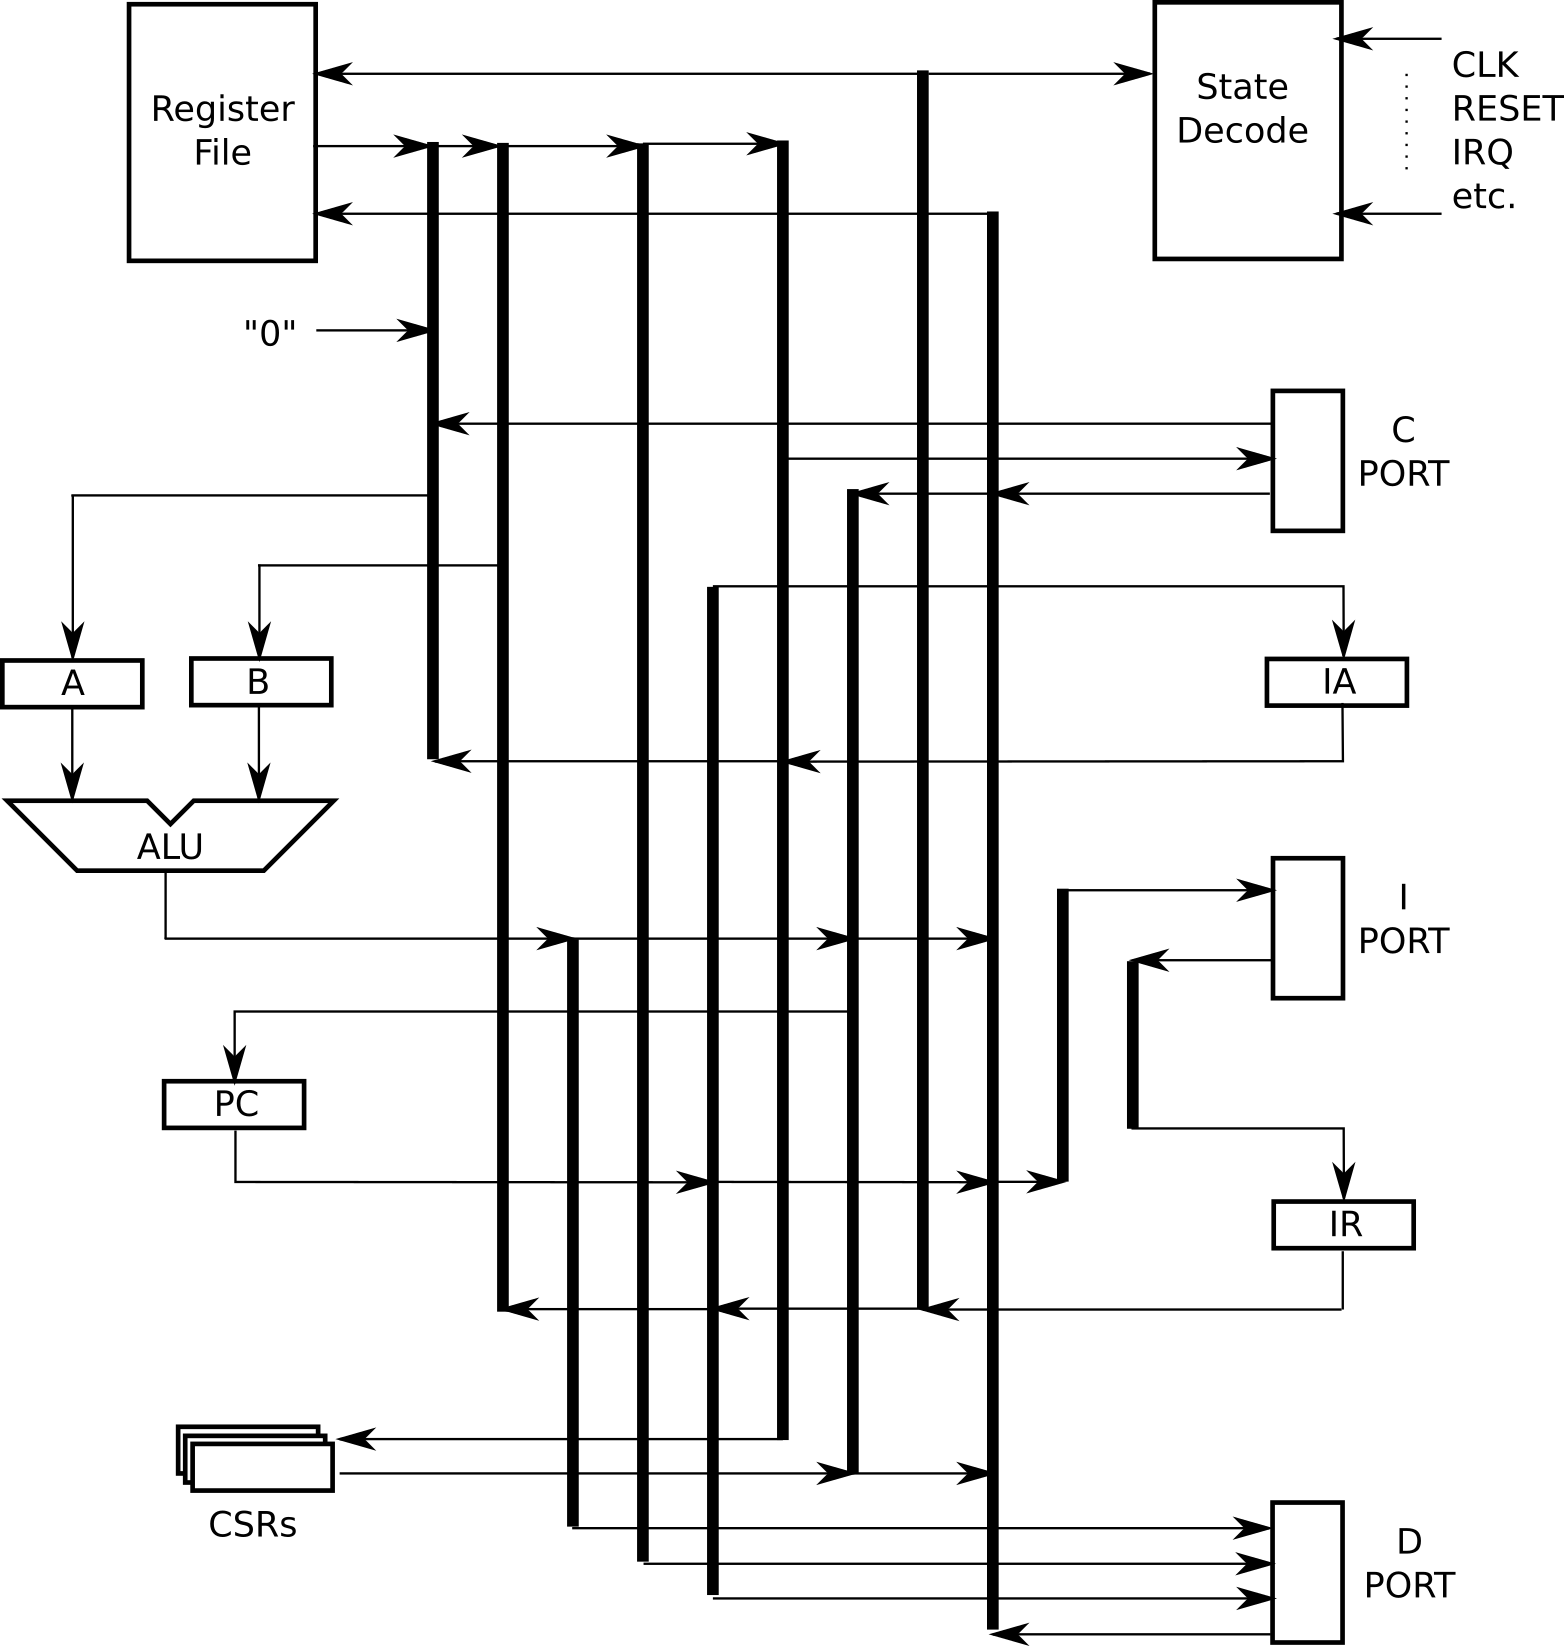 Register
File
State
Decode
CLK
RESET
IRQ
etc.
"0"
C
PORT
A
B
IA
ALU
I
PORT
PC
IR
CSRs
D
PORT